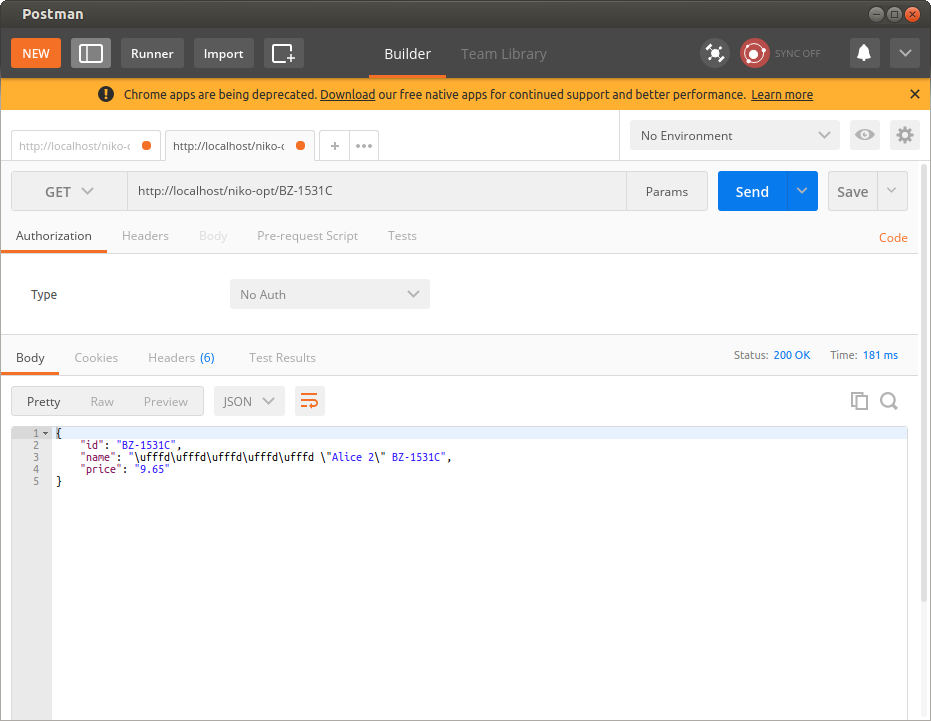 Postman
NEW Runner Import Builder Team Library SYNC OFF
Chrome apps are being deprecated. Download our free native apps for continued support and better performance. Learn more
http://localhost/niko-c http://localhost/niko-c + No Environment
GET http://localhost/niko-opt/BZ-1531C Params Send Save
Authorization Headers Body Pre-request Script Tests Code
Type No Auth
Body Cookies Headers (6) Test Results Status: 200 OK Time: 181 ms
Pretty Raw Preview JSON
1 {
2 "id": "BZ-1531C",
3 "name": "\ufffd\ufffd\ufffd\ufffd\ufffd \"Alice 2\" BZ-1531C",
4 "price": "9.65"
5 }